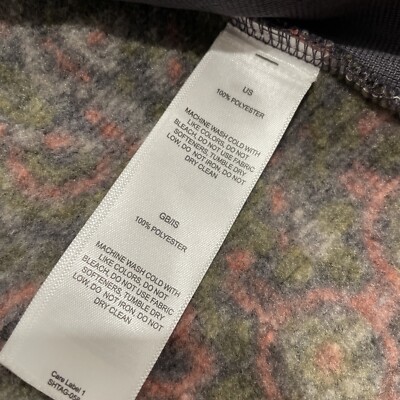 US
100% POLYESTER
MACHINE WASH COLD WITH
LIKE COLORS, DO NOT
BLEACH, DO NOT USE FABRIC
SOFTENERS, TUMBLE DRY
LOW, DO NOT IRON, DO NOT
DRY CLEAN
GB/IS
100% POLYESTER
MACHINE WASH COLD WITH
LIKE COLORS, DO NOT
BLEACH, DO NOT USE FABRIC
SOFTENERS, TUMBLE DRY
LOW, DO NOT IRON, DO NOT
DRY CLEAN
Care Label 1